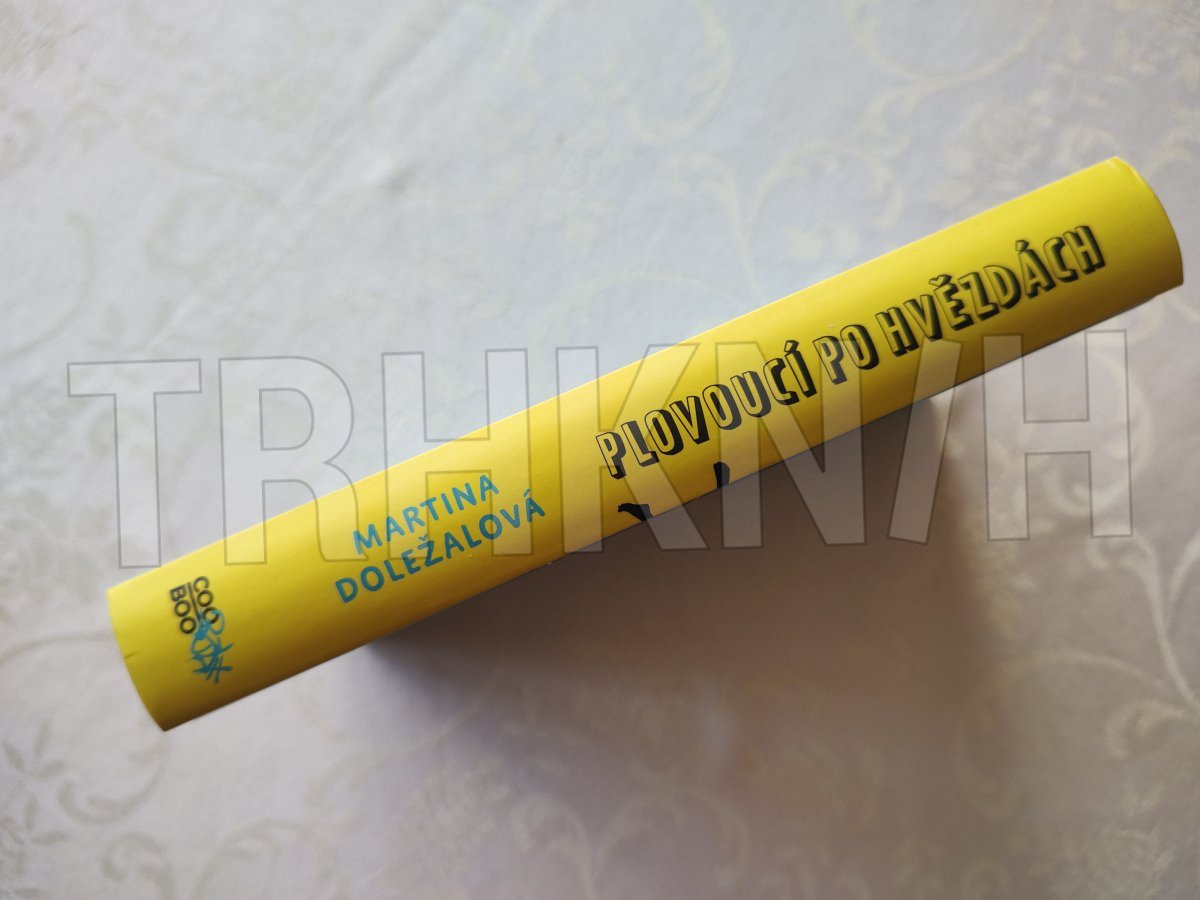 TRHKNIH
PLOVOUCÍ PO HVĚZDÁCH
MARTINA
DOLEŽALOVÁ
COO
BOO